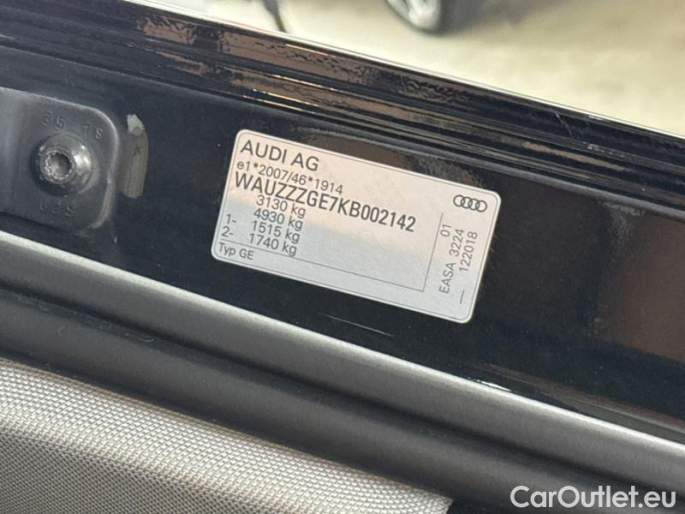 AUDI AG
e1*2007/46*1914
WAUZZZGE7KB002142
3130 kg
4930 kg
1- 1515 kg
2- 1740 kg
Typ GE
01
EASA 3224
— 122018
CarOutlet.eu